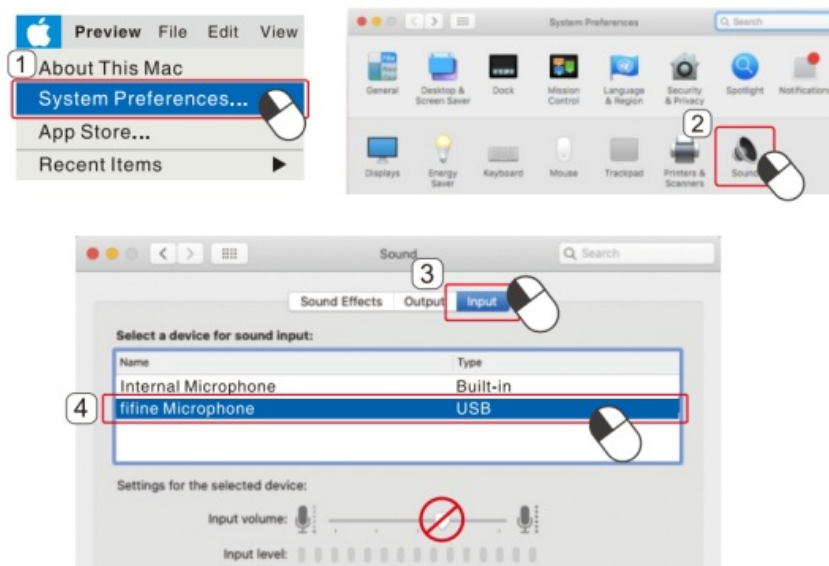 Preview File Edit View
1
About This Mac
System Preferences...
App Store...
Recent Items
System Preferences
Search
General
Desktop & Screen Saver
Dock
Mission Control
Language & Region
Security & Privacy
Spotlight
Notifications
2
Displays
Energy Saver
Keyboard
Mouse
Trackpad
Printers & Scanners
Sound
Sound
Search
3
Sound Effects Output Input
Select a device for sound input:
Name Type
Internal Microphone Built-in
4
fifine Microphone USB
Settings for the selected device:
Input volume:
Input level: